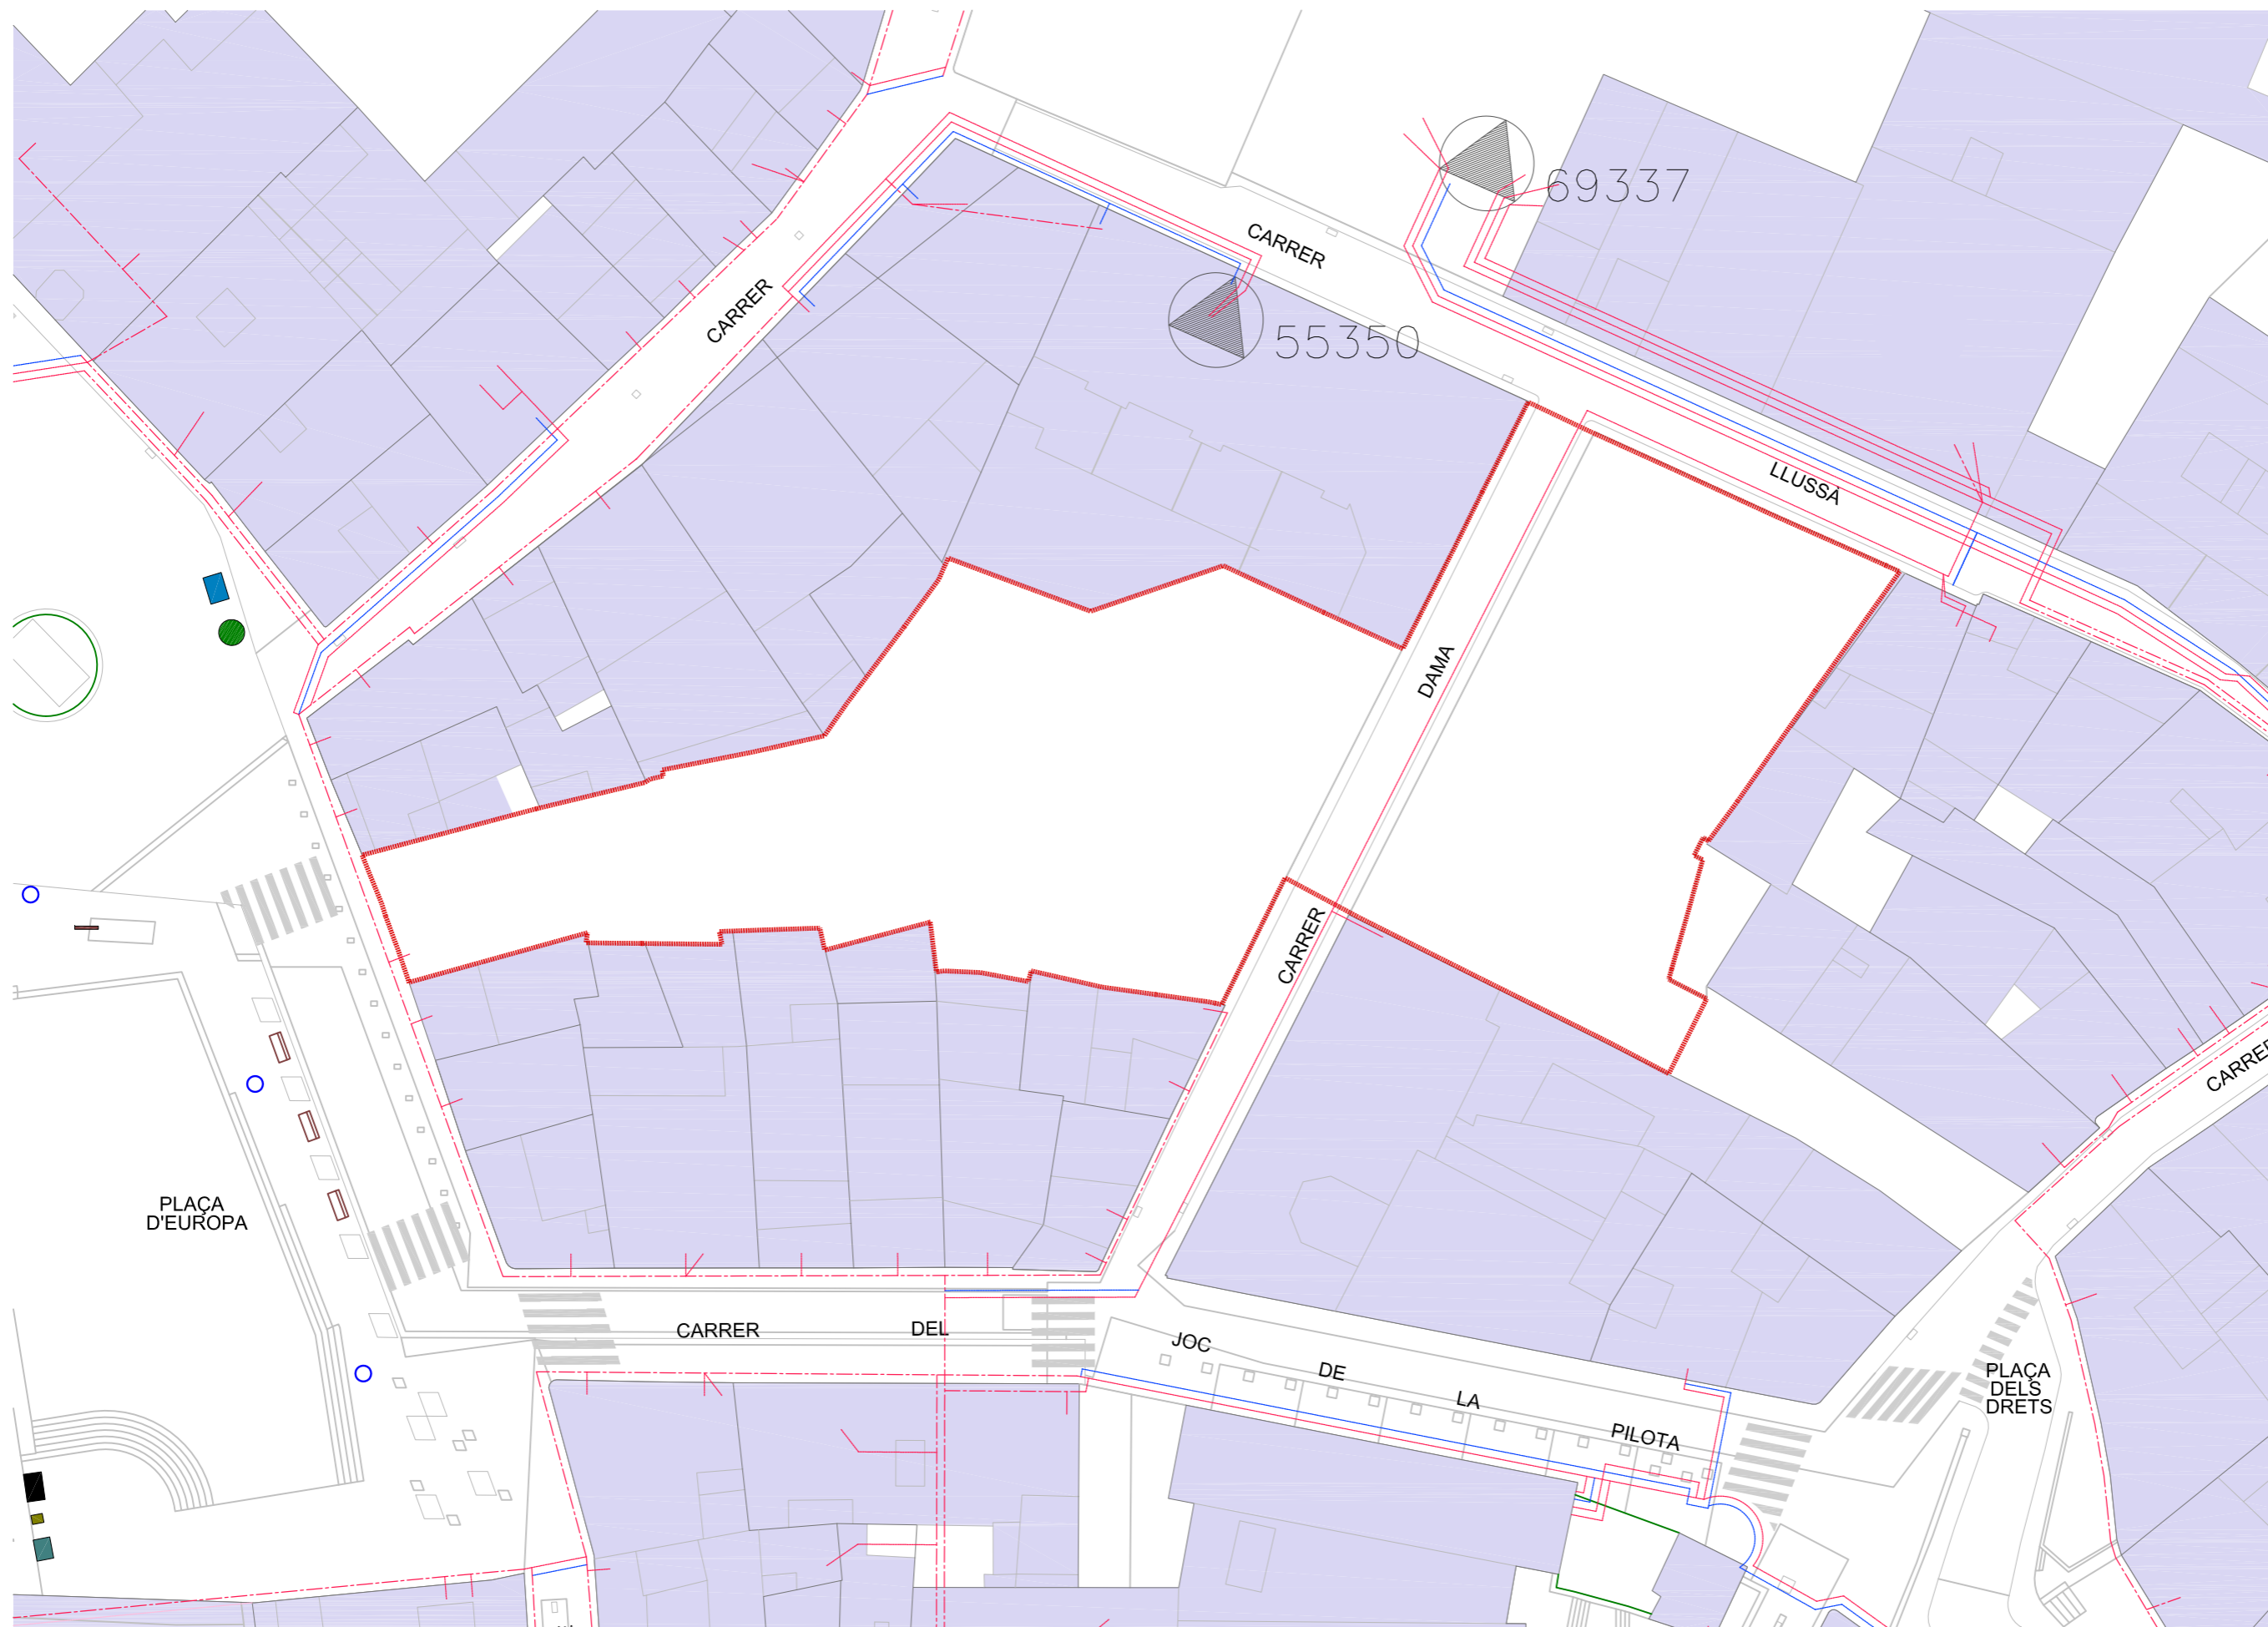 69337
CARRER
CARRER
55350
LLUSSÀ
DAMA
CARRER
CARRER
PLAÇA
D'EUROPA
CARRER
DEL
JOC
DE
LA
PILOTA
PLAÇA
DELS
DRETS